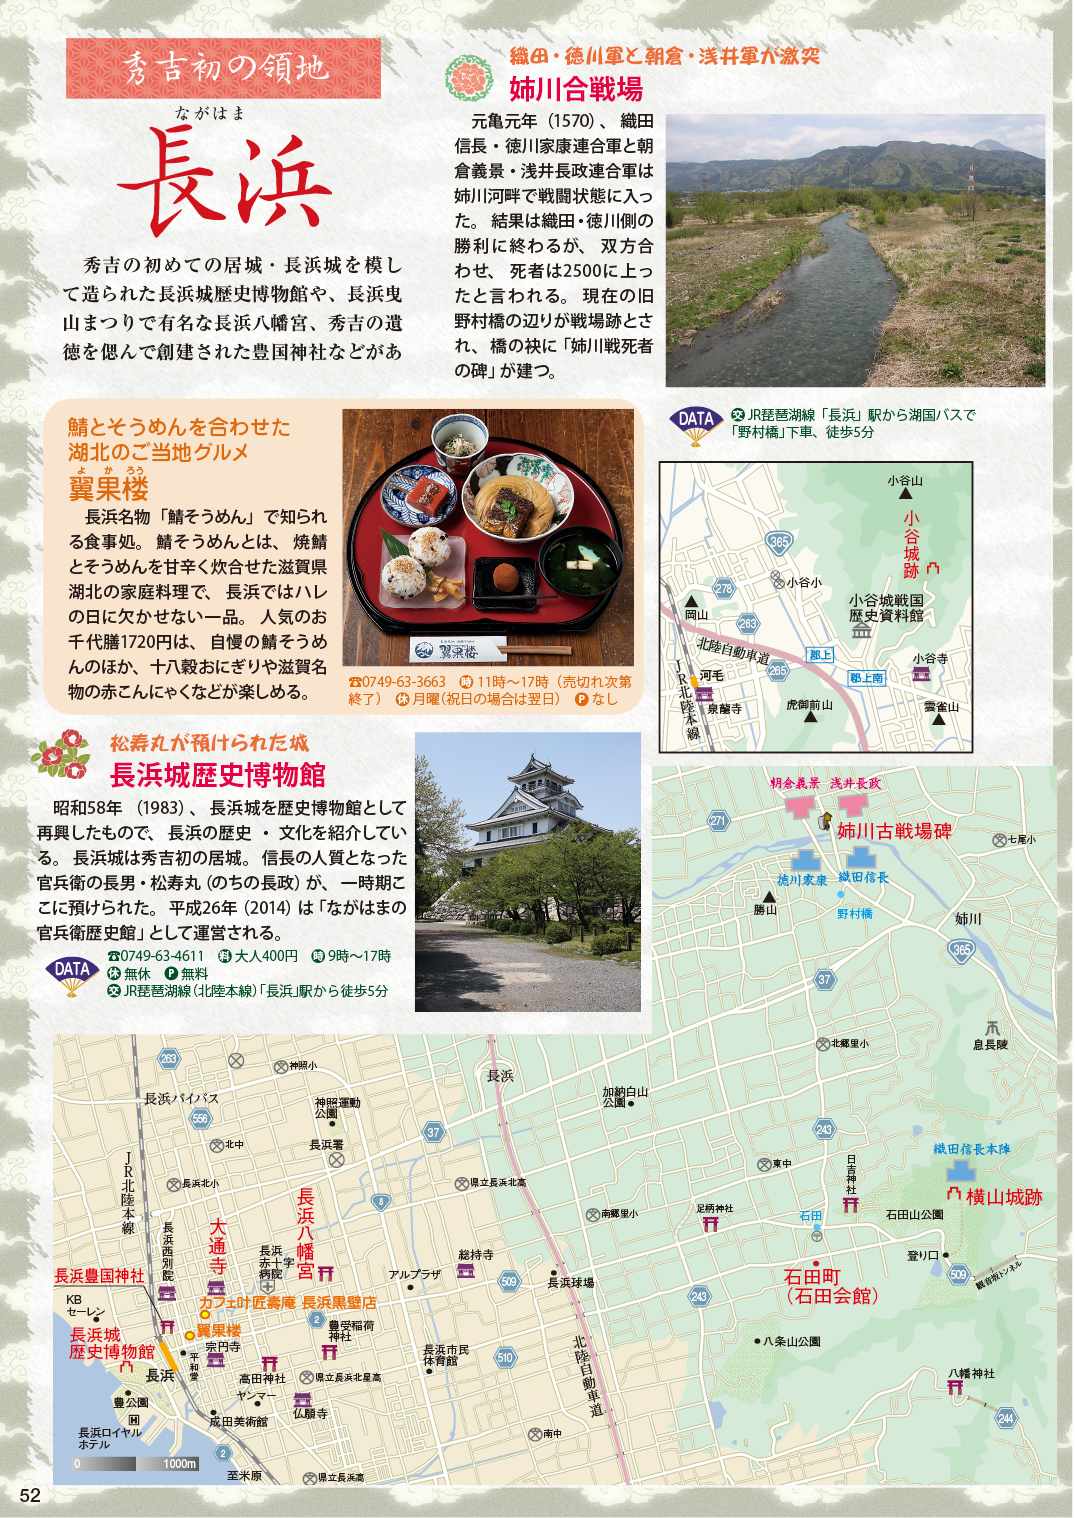 秀吉初の領地
ながはま
長浜
秀吉の初めての居城・長浜城を模し
て造られた長浜城歴史博物館や、長浜曳
山まつりで有名な長浜八幡宮、秀吉の遺
徳を偲んで創建された豊国神社などがあ
織田・徳川軍と朝倉・浅井軍が激突
姉川合戦場
元亀元年（1570）、織田
信長・徳川家康連合軍と朝
倉義景・浅井長政連合軍は
姉川河畔で戦闘状態に入っ
た。結果は織田・徳川側の
勝利に終わるが、双方合
わせ、死者は2500に上っ
たと言われる。現在の旧
野村橋の辺りが戦場跡とさ
れ、橋の袂に「姉川戦死者
の碑」が建つ。
DATA
交JR琵琶湖線「長浜」駅から湖国バスで
「野村橋」下車、徒歩5分
鯖とそうめんを合わせた
湖北のご当地グルメ
よかろう
翼果楼
長浜名物「鯖そうめん」で知られ
る食事処。鯖そうめんとは、焼鯖
とそうめんを甘辛く炊合せた滋賀県
湖北の家庭料理で、長浜ではハレ
の日に欠かせない一品。人気のお
千代膳1720円は、自慢の鯖そうめ
んのほか、十八穀おにぎりや滋賀名
物の赤こんにゃくなどが楽しめる。
翼果楼
☎0749-63-3663 時11時～17時（売切れ次第
終了） 休月曜（祝日の場合は翌日） Pなし
松寿丸が預けられた城
長浜城歴史博物館
昭和58年（1983）、長浜城を歴史博物館として
再興したもので、長浜の歴史・文化を紹介してい
る。長浜城は秀吉初の居城。信長の人質となった
官兵衛の長男・松寿丸（のちの長政）が、一時期こ
こに預けられた。平成26年（2014）は「ながはまの
官兵衛歴史館」として運営される。
DATA
☎0749-63-4611 料大人400円 時9時～17時
休無休 P無料
交JR琵琶湖線（北陸本線）「長浜」駅から徒歩5分
小谷山
小谷城跡
365
小谷小
278
岡山
263
小谷城戦国
歴史資料館
北陸自動車道
郡上
265
郡上南
小谷寺
河毛
JR北陸本線
泉龍寺
虎御前山
雲雀山
朝倉義景
浅井長政
271
姉川古戦場碑
七尾小
徳川家康
織田信長
勝山
野村橋
姉川
365
37
北郷里小
息長陵
263
神照小
長浜
長浜バイパス
神照運動
公園
加納白山
公園
556
北中
長浜署
37
243
織田信長本陣
JR北陸本線
東中
日吉神社
横山城跡
長浜北小
県立長浜北高
8
長浜八幡宮
足柄神社
南郷里小
石田
石田山公園
長浜西別院
大通寺
長浜
赤十字
病院
総持寺
登り口
長浜豊国神社
アルプラザ
509
長浜球場
石田町
（石田会館）
509
観音坂トンネル
KB
セーレン
カフェ叶匠壽庵 長浜黒壁店
243
2
豊受稲荷
神社
翼果楼
長浜城
歴史博物館
宗円寺
平和堂
長浜市民
体育館
510
北陸自動車道
八条山公園
長浜
高田神社
県立長浜北星高
八幡神社
豊公園
ヤンマー
仏願寺
成田美術館
244
H
長浜ロイヤル
ホテル
2
南中
0
1000m
至米原
県立長浜高
52